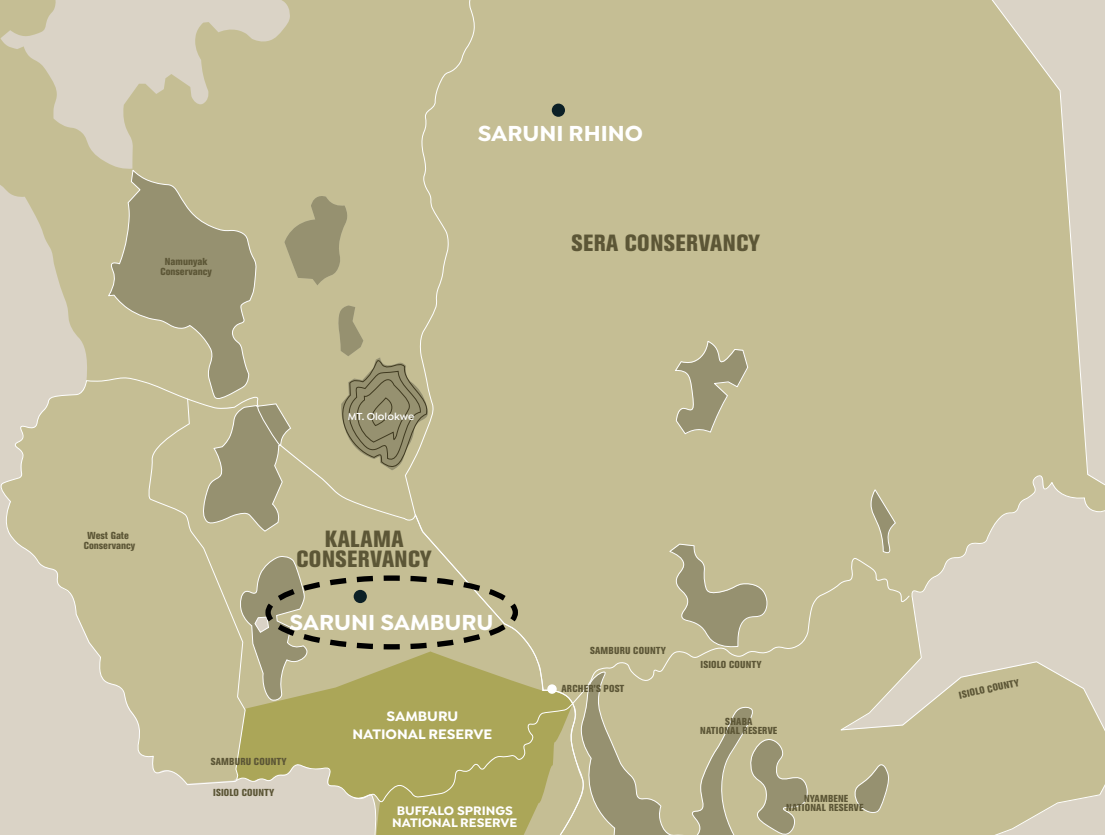 SARUNI RHINO
SERA CONSERVANCY
Namunyak
Conservancy
MT. Ololokwe
West Gate
Conservancy
KALAMA
CONSERVANCY
SARUNI SAMBURU
SAMBURU COUNTY
ISIOLO COUNTY
ARCHER'S POST
ISIOLO COUNTY
SAMBURU
NATIONAL RESERVE
SHABA
NATIONAL RESERVE
SAMBURU COUNTY
ISIOLO COUNTY
NYAMBENE
NATIONAL RESERVE
BUFFALO SPRINGS
NATIONAL RESERVE